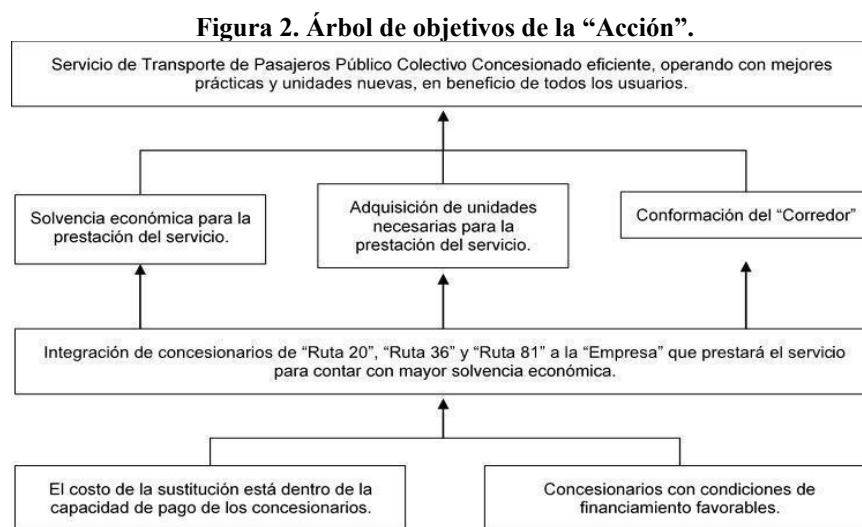 Figura 2. Árbol de objetivos de la “Acción”.
Servicio de Transporte de Pasajeros Público Colectivo Concesionado eficiente, operando con mejores
prácticas y unidades nuevas, en beneficio de todos los usuarios.
Solvencia económica para la
prestación del servicio.
Adquisición de unidades
necesarias para la
prestación del servicio.
Conformación del “Corredor”
Integración de concesionarios de “Ruta 20”, “Ruta 36” y “Ruta 81” a la “Empresa” que prestará el servicio
para contar con mayor solvencia económica.
El costo de la sustitución está dentro de la
capacidad de pago de los concesionarios.
Concesionarios con condiciones de
financiamiento favorables.